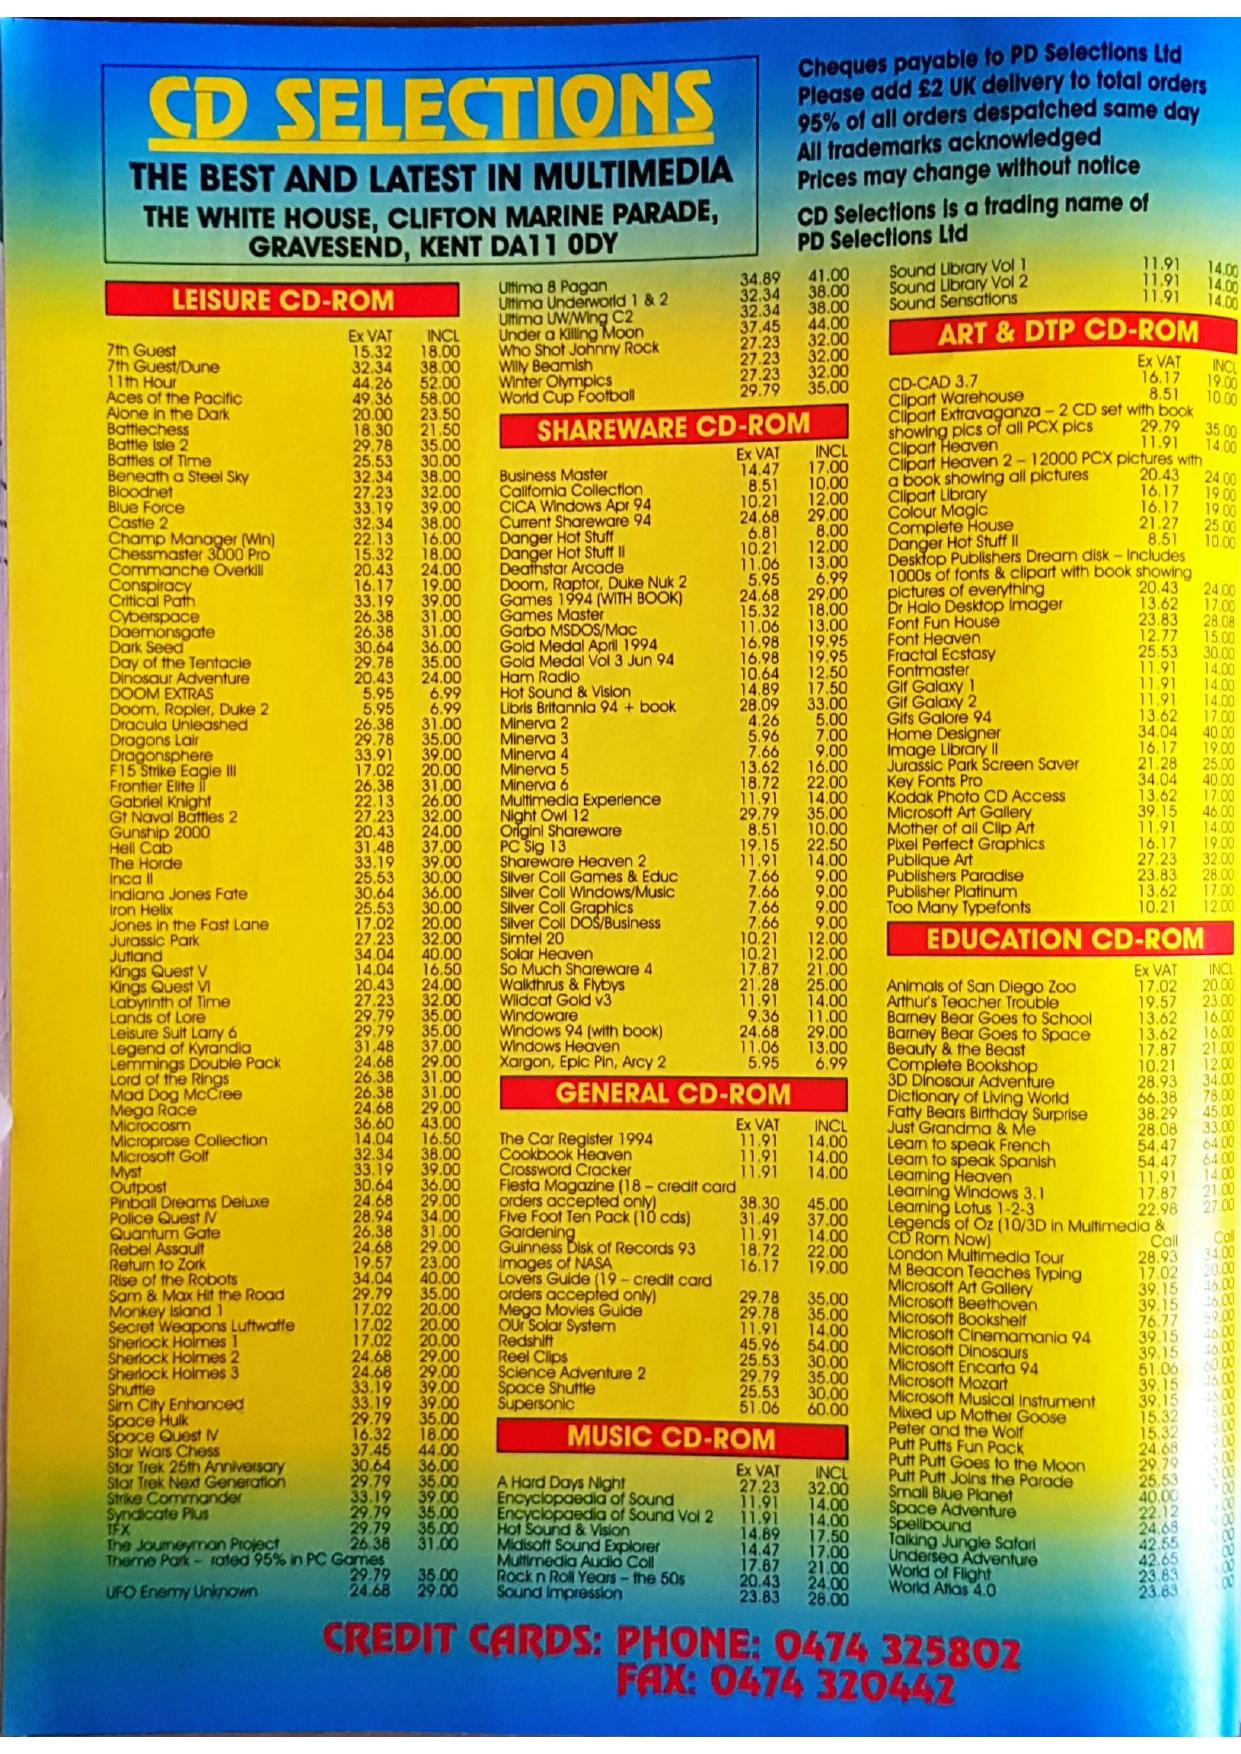 CD SELECTIONS
THE BEST AND LATEST IN MULTIMEDIA
THE WHITE HOUSE, CLIFTON MARINE PARADE,
GRAVESEND, KENT DA11 0DY
Cheques payable to PD Selections Ltd
Please add £2 UK delivery to total orders
95% of all orders despatched same day
All trademarks acknowledged
Prices may change without notice
CD Selections is a trading name of
PD Selections Ltd
LEISURE CD-ROM
Ex VAT INCL
7th Guest 15.32 18.00
7th Guest/Dune 32.34 38.00
11th Hour 44.26 52.00
Aces of the Pacific 49.36 58.00
Alone in the Dark 20.00 23.50
Battlechess 18.30 21.50
Battle Isle 2 29.78 35.00
Battles of Time 25.53 30.00
Beneath a Steel Sky 32.34 38.00
Bloodnet 27.23 32.00
Blue Force 33.19 39.00
Castle 2 32.34 38.00
Champ Manager (Win) 22.13 16.00
Chessmaster 3000 Pro 15.32 18.00
Commanche Overkill 20.43 24.00
Conspiracy 16.17 19.00
Critical Path 33.19 39.00
Cyberspace 26.38 31.00
Daemonsgate 26.38 31.00
Dark Seed 30.64 36.00
Day of the Tentacle 29.78 35.00
Dinosaur Adventure 20.43 24.00
DOOM EXTRAS 5.95 6.99
Doom, Ropler, Duke 2 5.95 6.99
Dracula Unleashed 26.38 31.00
Dragons Lair 29.78 35.00
Dragonsphere 33.91 39.00
F15 Strike Eagle III 17.02 20.00
Frontier Elite II 26.38 31.00
Gabriel Knight 22.13 26.00
Gt Naval Battles 2 27.23 32.00
Gunship 2000 20.43 24.00
Hell Cab 31.48 37.00
The Horde 33.19 39.00
Inca II 25.53 30.00
Indiana Jones Fate 30.64 36.00
Iron Helix 25.53 30.00
Jones in the Fast Lane 17.02 20.00
Jurassic Park 27.23 32.00
Jutland 34.04 40.00
Kings Quest V 14.04 16.50
Kings Quest VI 20.43 24.00
Labyrinth of Time 27.23 32.00
Lands of Lore 29.79 35.00
Leisure Suit Larry 6 29.79 35.00
Legend of Kyrandia 31.48 37.00
Lemmings Double Pack 24.68 29.00
Lord of the Rings 26.38 31.00
Mad Dog McCree 26.38 31.00
Mega Race 24.68 29.00
Microcosm 36.60 43.00
Microprose Collection 14.04 16.50
Microsoft Golf 32.34 38.00
Myst 33.19 39.00
Outpost 30.64 36.00
Pinball Dreams Deluxe 24.68 29.00
Police Quest IV 28.94 34.00
Quantum Gate 26.38 31.00
Rebel Assault 24.68 29.00
Return to Zork 19.57 23.00
Rise of the Robots 34.04 40.00
Sam & Max Hit the Road 29.79 35.00
Monkey Island 1 17.02 20.00
Secret Weapons Luftwaffe 17.02 20.00
Sherlock Holmes 1 17.02 20.00
Sherlock Holmes 2 24.68 29.00
Sherlock Holmes 3 24.68 29.00
Shuttle 33.19 39.00
Sim City Enhanced 33.19 39.00
Space Hulk 29.79 35.00
Space Quest IV 16.32 18.00
Star Wars Chess 37.45 44.00
Star Trek 25th Anniversary 30.64 36.00
Star Trek Next Generation 29.79 35.00
Strike Commander 33.19 39.00
Syndicate Plus 29.79 35.00
TFX 29.79 35.00
The Journeyman Project 26.38 31.00
Theme Park – rated 95% in PC Games
29.79 35.00
UFO Enemy Unknown 24.68 29.00
Ultima 8 Pagan 34.89 41.00
Ultima Underworld 1 & 2 32.34 38.00
Ultima UW/Wing C2 32.34 38.00
Under a Killing Moon 37.45 44.00
Who Shot Johnny Rock 27.23 32.00
Willy Beamish 27.23 32.00
Winter Olympics 27.23 32.00
World Cup Football 29.79 35.00
SHAREWARE CD-ROM
Ex VAT INCL
Business Master 14.47 17.00
California Collection 8.51 10.00
CICA Windows Apr 94 10.21 12.00
Current Shareware 94 24.68 29.00
Danger Hot Stuff 6.81 8.00
Danger Hot Stuff II 10.21 12.00
Deathstar Arcade 11.06 13.00
Doom, Raptor, Duke Nuk 2 5.95 6.99
Games 1994 (WITH BOOK) 24.68 29.00
Games Master 15.32 18.00
Garbo MSDOS/Mac 11.06 13.00
Gold Medal April 1994 16.98 19.95
Gold Medal Vol 3 Jun 94 16.98 19.95
Ham Radio 10.64 12.50
Hot Sound & Vision 14.89 17.50
Libris Britannia 94 + book 28.09 33.00
Minerva 2 4.26 5.00
Minerva 3 5.96 7.00
Minerva 4 7.66 9.00
Minerva 5 13.62 16.00
Minerva 6 18.72 22.00
Multimedia Experience 11.91 14.00
Night Owl 12 29.79 35.00
Originl Shareware 8.51 10.00
PC Sig 13 19.15 22.50
Shareware Heaven 2 11.91 14.00
Silver Coll Games & Educ 7.66 9.00
Silver Coll Windows/Music 7.66 9.00
Silver Coll Graphics 7.66 9.00
Silver Coll DOS/Business 7.66 9.00
Simtel 20 10.21 12.00
Solar Heaven 10.21 12.00
So Much Shareware 4 17.87 21.00
Walkthrus & Flybys 21.28 25.00
Wildcat Gold v3 11.91 14.00
Windoware 9.36 11.00
Windows 94 (with book) 24.68 29.00
Windows Heaven 11.06 13.00
Xargon, Epic Pin, Arcy 2 5.95 6.99
GENERAL CD-ROM
Ex VAT INCL
The Car Register 1994 11.91 14.00
Cookbook Heaven 11.91 14.00
Crossword Cracker 11.91 14.00
Fiesta Magazine (18 – credit card
orders accepted only) 38.30 45.00
Five Foot Ten Pack (10 cds) 31.49 37.00
Gardening 11.91 14.00
Guinness Disk of Records 93 18.72 22.00
Images of NASA 16.17 19.00
Lovers Guide (19 – credit card
orders accepted only) 29.78 35.00
Mega Movies Guide 29.78 35.00
OUr Solar System 11.91 14.00
Redshift 45.96 54.00
Reel Clips 25.53 30.00
Science Adventure 2 29.79 35.00
Space Shuttle 25.53 30.00
Supersonic 51.06 60.00
MUSIC CD-ROM
Ex VAT INCL
A Hard Days Night 27.23 32.00
Encyclopaedia of Sound 11.91 14.00
Encyclopaedia of Sound Vol 2 11.91 14.00
Hot Sound & Vision 14.89 17.50
Midisoft Sound Explorer 14.47 17.00
Multimedia Audio Coll 17.87 21.00
Rock n Roll Years – the 50s 20.43 24.00
Sound Impression 23.83 28.00
Sound Library Vol 1 11.91 14.00
Sound Library Vol 2 11.91 14.00
Sound Sensations 11.91 14.00
ART & DTP CD-ROM
Ex VAT INCL
CD-CAD 3.7 16.17 19.00
Clipart Warehouse 8.51 10.00
Clipart Extravaganza – 2 CD set with book
showing pics of all PCX pics 29.79 35.00
Clipart Heaven 11.91 14.00
Clipart Heaven 2 – 12000 PCX pictures with
a book showing all pictures 20.43 24.00
Clipart Library 16.17 19.00
Colour Magic 16.17 19.00
Complete House 21.27 25.00
Danger Hot Stuff II 8.51 10.00
Desktop Publishers Dream disk – Includes
1000s of fonts & clipart with book showing
pictures of everything 20.43 24.00
Dr Halo Desktop Imager 13.62 17.00
Font Fun House 23.83 28.08
Font Heaven 12.77 15.00
Fractal Ecstasy 25.53 30.00
Fontmaster 11.91 14.00
Gif Galaxy 1 11.91 14.00
Gif Galaxy 2 11.91 14.00
Gifs Galore 94 13.62 17.00
Home Designer 34.04 40.00
Image Library II 16.17 19.00
Jurassic Park Screen Saver 21.28 25.00
Key Fonts Pro 34.04 40.00
Kodak Photo CD Access 13.62 17.00
Microsoft Art Gallery 39.15 46.00
Mother of all Clip Art 11.91 14.00
Pixel Perfect Graphics 16.17 19.00
Publique Art 27.23 32.00
Publishers Paradise 23.83 28.00
Publisher Platinum 13.62 17.00
Too Many Typefonts 10.21 12.00
EDUCATION CD-ROM
Ex VAT INCL
Animals of San Diego Zoo 17.02 20.00
Arthur's Teacher Trouble 19.57 23.00
Barney Bear Goes to School 13.62 16.00
Barney Bear Goes to Space 13.62 16.00
Beauty & the Beast 17.87 21.00
Complete Bookshop 10.21 12.00
3D Dinosaur Adventure 28.93 34.00
Dictionary of Living World 66.38 78.00
Fatty Bears Birthday Surprise 38.29 45.00
Just Grandma & Me 28.08 33.00
Learn to speak French 54.47 64.00
Learn to speak Spanish 54.47 64.00
Learning Heaven 11.91 14.00
Learning Windows 3.1 17.87 21.00
Learning Lotus 1-2-3 22.98 27.00
Legends of Oz (10/3D in Multimedia &
CD Rom Now) Call Call
London Multimedia Tour 28.93 34.00
M Beacon Teaches Typing 17.02 20.00
Microsoft Art Gallery 39.15 46.00
Microsoft Beethoven 39.15 46.00
Microsoft Bookshelf 76.77
Microsoft Cinemamania 94 39.15 46.00
Microsoft Dinosaurs 39.15 46.00
Microsoft Encarta 94 51.06 60.00
Microsoft Mozart 39.15 46.00
Microsoft Musical Instrument 39.15 46.00
Mixed up Mother Goose 15.32
Peter and the Wolf 15.32
Putt Putts Fun Pack 24.68
Putt Putt Goes to the Moon 29.79
Putt Putt Joins the Parade 25.53
Small Blue Planet 40.00
Space Adventure 22.12
Spellbound 24.68
Talking Jungle Safari 42.55
Undersea Adventure 42.65
World of Flight 23.83
World Atlas 4.0 23.83
CREDIT CARDS: PHONE: 0474 325802
FAX: 0474 320442